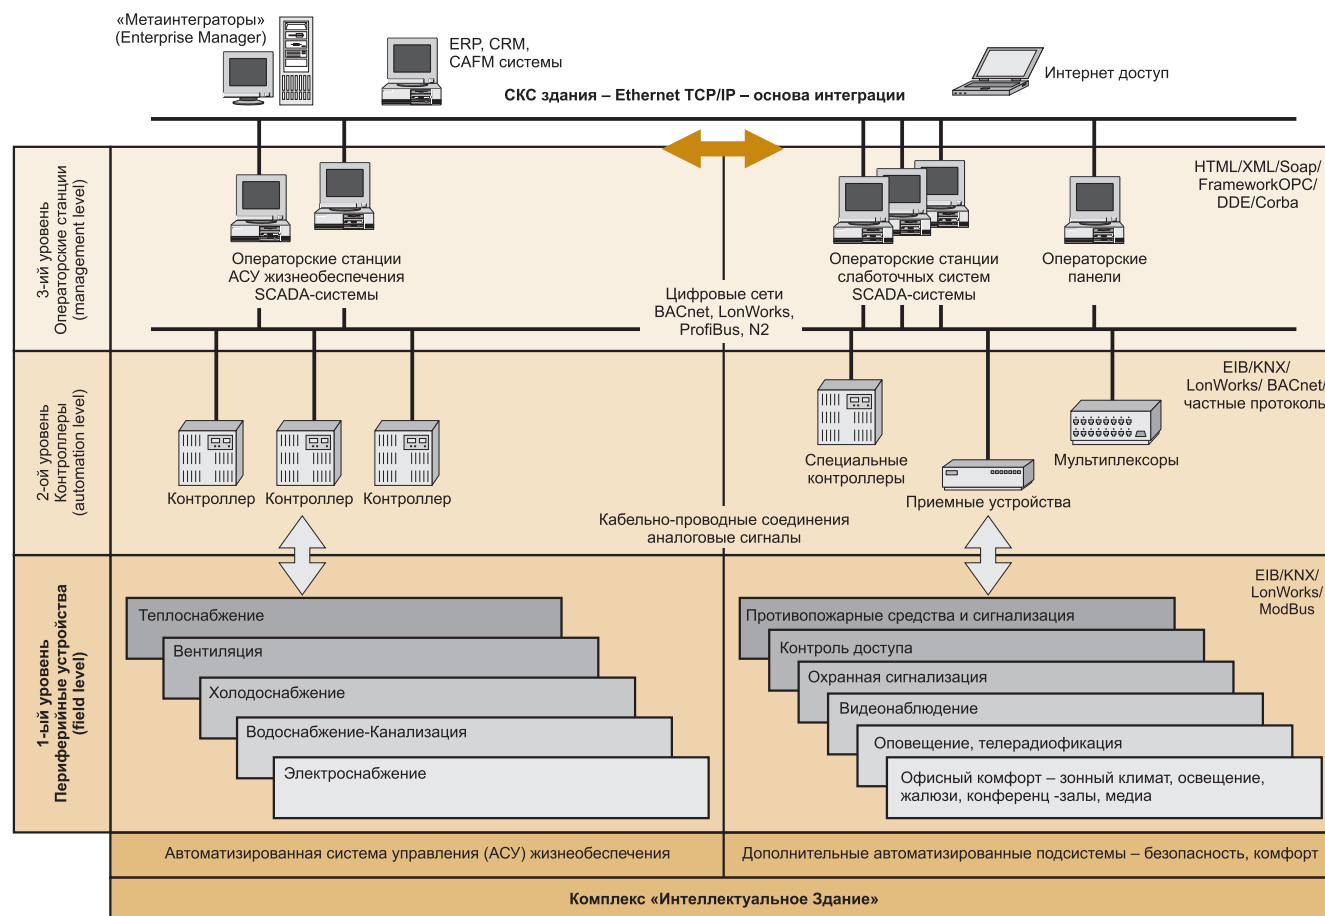 «Метаинтеграторы»
(Enterprise Manager)
ERP, CRM,
CAFM системы
Интернет доступ
СКС здания – Ethernet TCP/IP – основа интеграции
3-ий уровень
Операторские станции
(management level)
HTML/XML/Soap/
FrameworkOPC/
DDE/Corba
Операторские станции
АСУ жизнеобеспечения
SCADA-системы
Операторские станции
слаботочных систем
SCADA-системы
Операторские
панели
Цифровые сети
BACnet, LonWorks,
ProfiBus, N2
2-ой уровень
Контроллеры
(automation level)
EIB/KNX/
LonWorks/ BACnet/
частные протоколы
Контроллер
Контроллер
Контроллер
Специальные
контроллеры
Приемные устройства
Мультиплексоры
Кабельно-проводные соединения
аналоговые сигналы
1-ый уровень
Периферийные устройства
(field level)
EIB/KNX/
LonWorks/
ModBus
Теплоснабжение
Вентиляция
Холодоснабжение
Водоснабжение-Канализация
Электроснабжение
Противопожарные средства и сигнализация
Контроль доступа
Охранная сигнализация
Видеонаблюдение
Оповещение, телерадиофикация
Офисный комфорт – зонный климат, освещение,
жалюзи, конференц -залы, медиа
Автоматизированная система управления (АСУ) жизнеобеспечения
Дополнительные автоматизированные подсистемы – безопасность, комфорт
Комплекс «Интеллектуальное Здание»